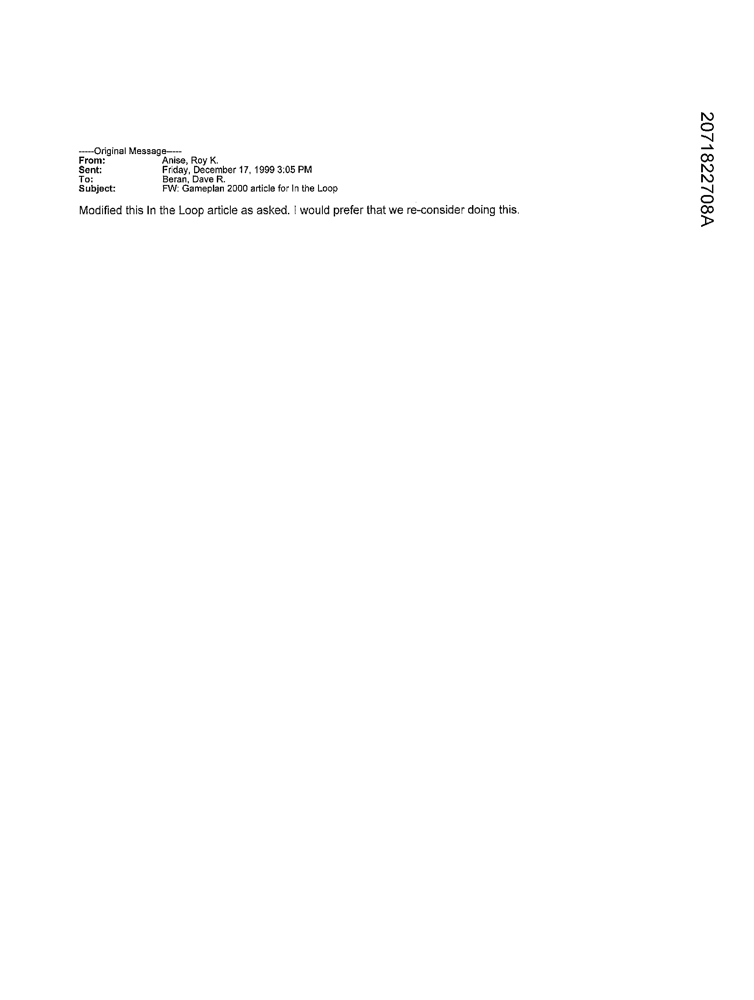 -----Original Message-----
From: Anise, Roy K.
Sent: Friday, December 17, 1999 3:05 PM
To: Beran, Dave R.
Subject: FW: Gameplan 2000 article for In the Loop
Modified this In the Loop article as asked. I would prefer that we re-consider doing this.
2071822708A